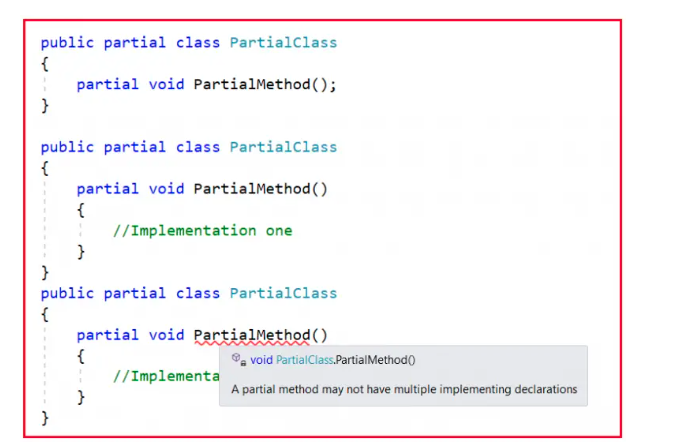 public partial class PartialClass
{
partial void PartialMethod();
}
public partial class PartialClass
{
partial void PartialMethod()
{
//Implementation one
}
}
public partial class PartialClass
{
partial void PartialMethod()
{
void PartialClass.PartialMethod()
//Implementa
A partial method may not have multiple implementing declarations
}
}